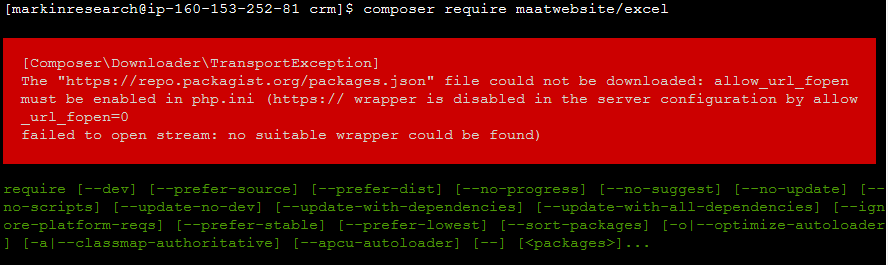 [markinresearch@ip-160-153-252-81 crm]$ composer require maatwebsite/excel
[Composer\Downloader\TransportException]
The "https://repo.packagist.org/packages.json" file could not be downloaded: allow_url_fopen
must be enabled in php.ini (https:// wrapper is disabled in the server configuration by allow
_url_fopen=0
failed to open stream: no suitable wrapper could be found)
require [--dev] [--prefer-source] [--prefer-dist] [--no-progress] [--no-suggest] [--no-update] [--
no-scripts] [--update-no-dev] [--update-with-dependencies] [--update-with-all-dependencies] [--ign
ore-platform-reqs] [--prefer-stable] [--prefer-lowest] [--sort-packages] [-o|--optimize-autoloader
] [-a|--classmap-authoritative] [--apcu-autoloader] [--] [<packages>]...